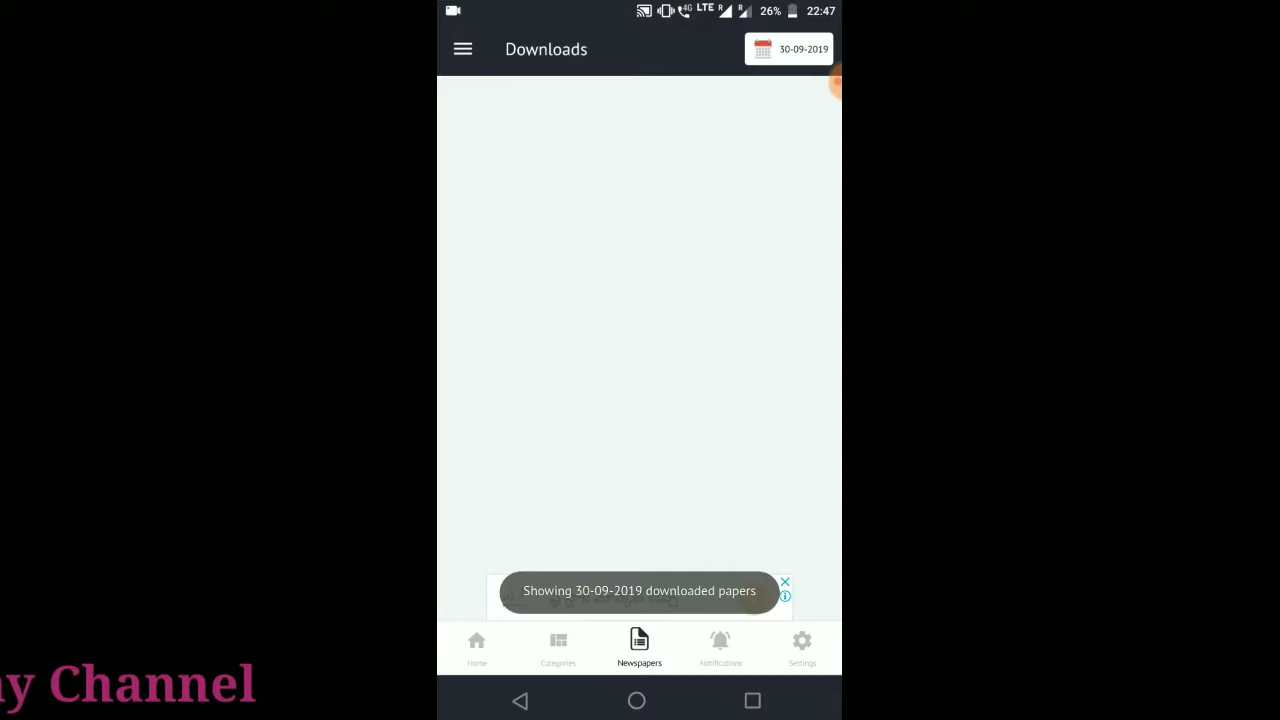 4G LTE R R 26% 22:47
Downloads
30-09-2019
Showing 30-09-2019 downloaded papers
Home Categories Newspapers Notifications Settings
Channel